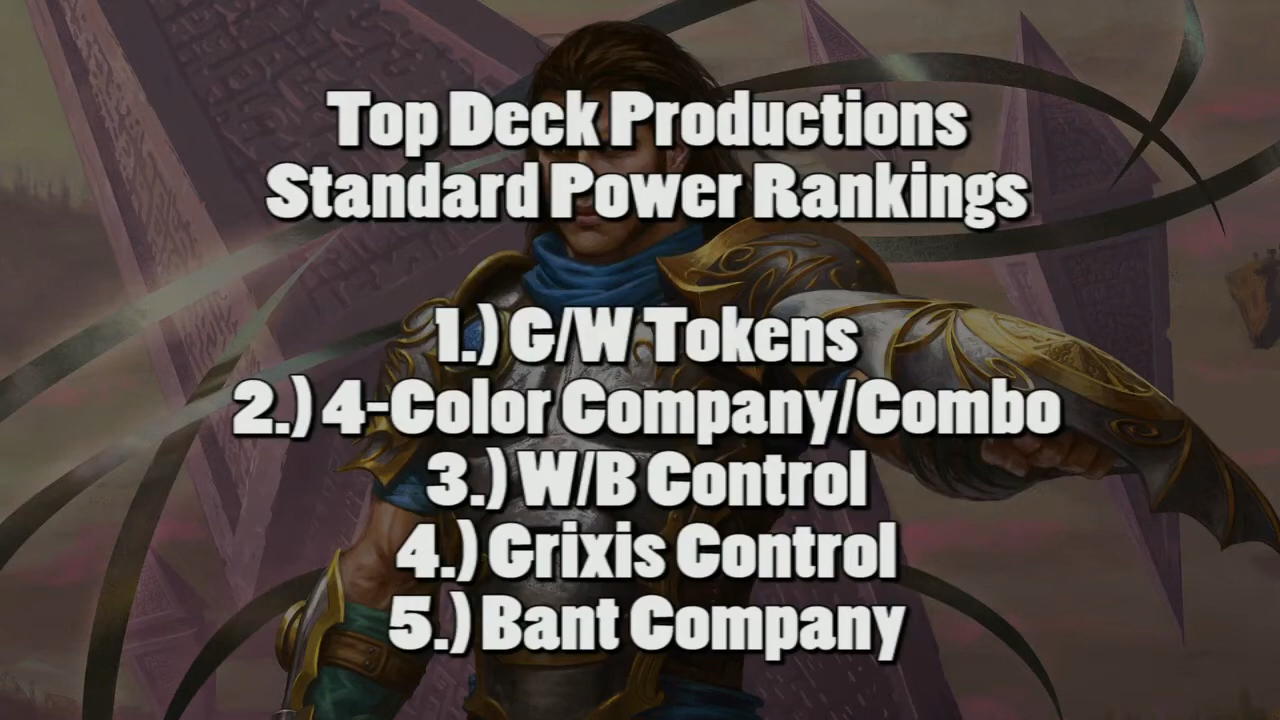 Top Deck Productions
Standard Power Rankings
1.) G/W Tokens
2.) 4-Color Company/Combo
3.) W/B Control
4.) Grixis Control
5.) Bant Company